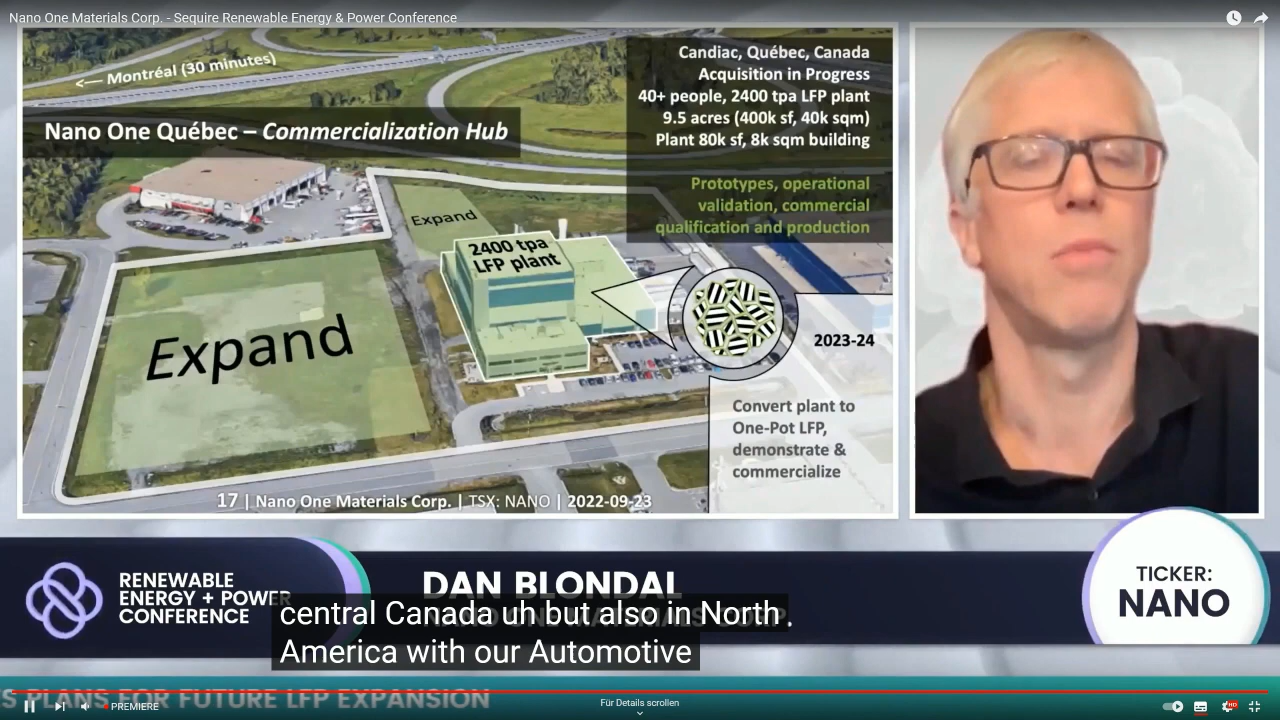 Nano One Materials Corp. - Sequire Renewable Energy & Power Conference
<── Montréal (30 minutes)
Nano One Québec – Commercialization Hub
Candiac, Québec, Canada
Acquisition in Progress
40+ people, 2400 tpa LFP plant
9.5 acres (400k sf, 40k sqm)
Plant 80k sf, 8k sqm building
Prototypes, operational
validation, commercial
qualification and production
Expand
2400 tpa
LFP plant
Expand
2023-24
Convert plant to
One-Pot LFP,
demonstrate &
commercialize
17 | Nano One Materials Corp. | TSX: NANO | 2022-09-23
RENEWABLE
ENERGY + POWER
CONFERENCE
DAN BLONDAL
TICKER:
NANO
central Canada uh but also in North
America with our Automotive
S PLANS FOR FUTURE LFP EXPANSION
PREMIERE
Für Details scrollen
HD